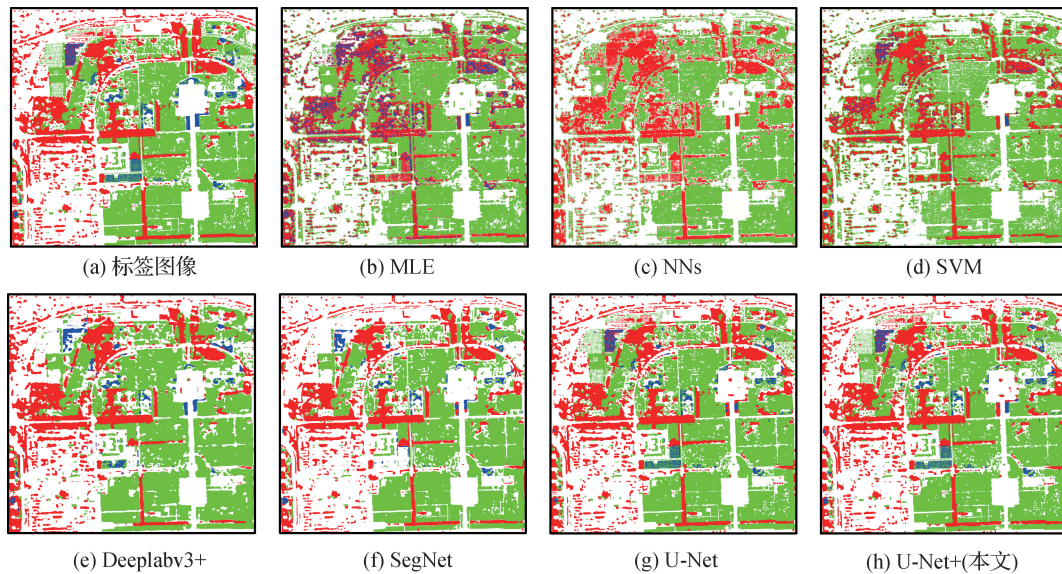 (a) 标签图像
(b) MLE
(c) NNs
(d) SVM
(e) Deeplabv3+
(f) SegNet
(g) U-Net
(h) U-Net+(本文)